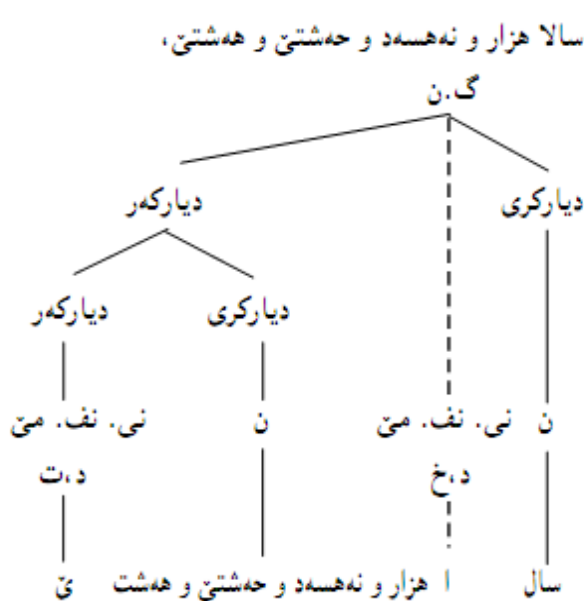 سالا هزار و نەهسەد و حەشتێ و هەشتێ،
گ.ن
دیارکری دیارکەر
دیارکری دیارکەر
ن نی. نف. مێ ن نی. نف. مێ
د،خ د،ت
سال ا هزار و نەهسەد و حەشتێ و هەشت ێ